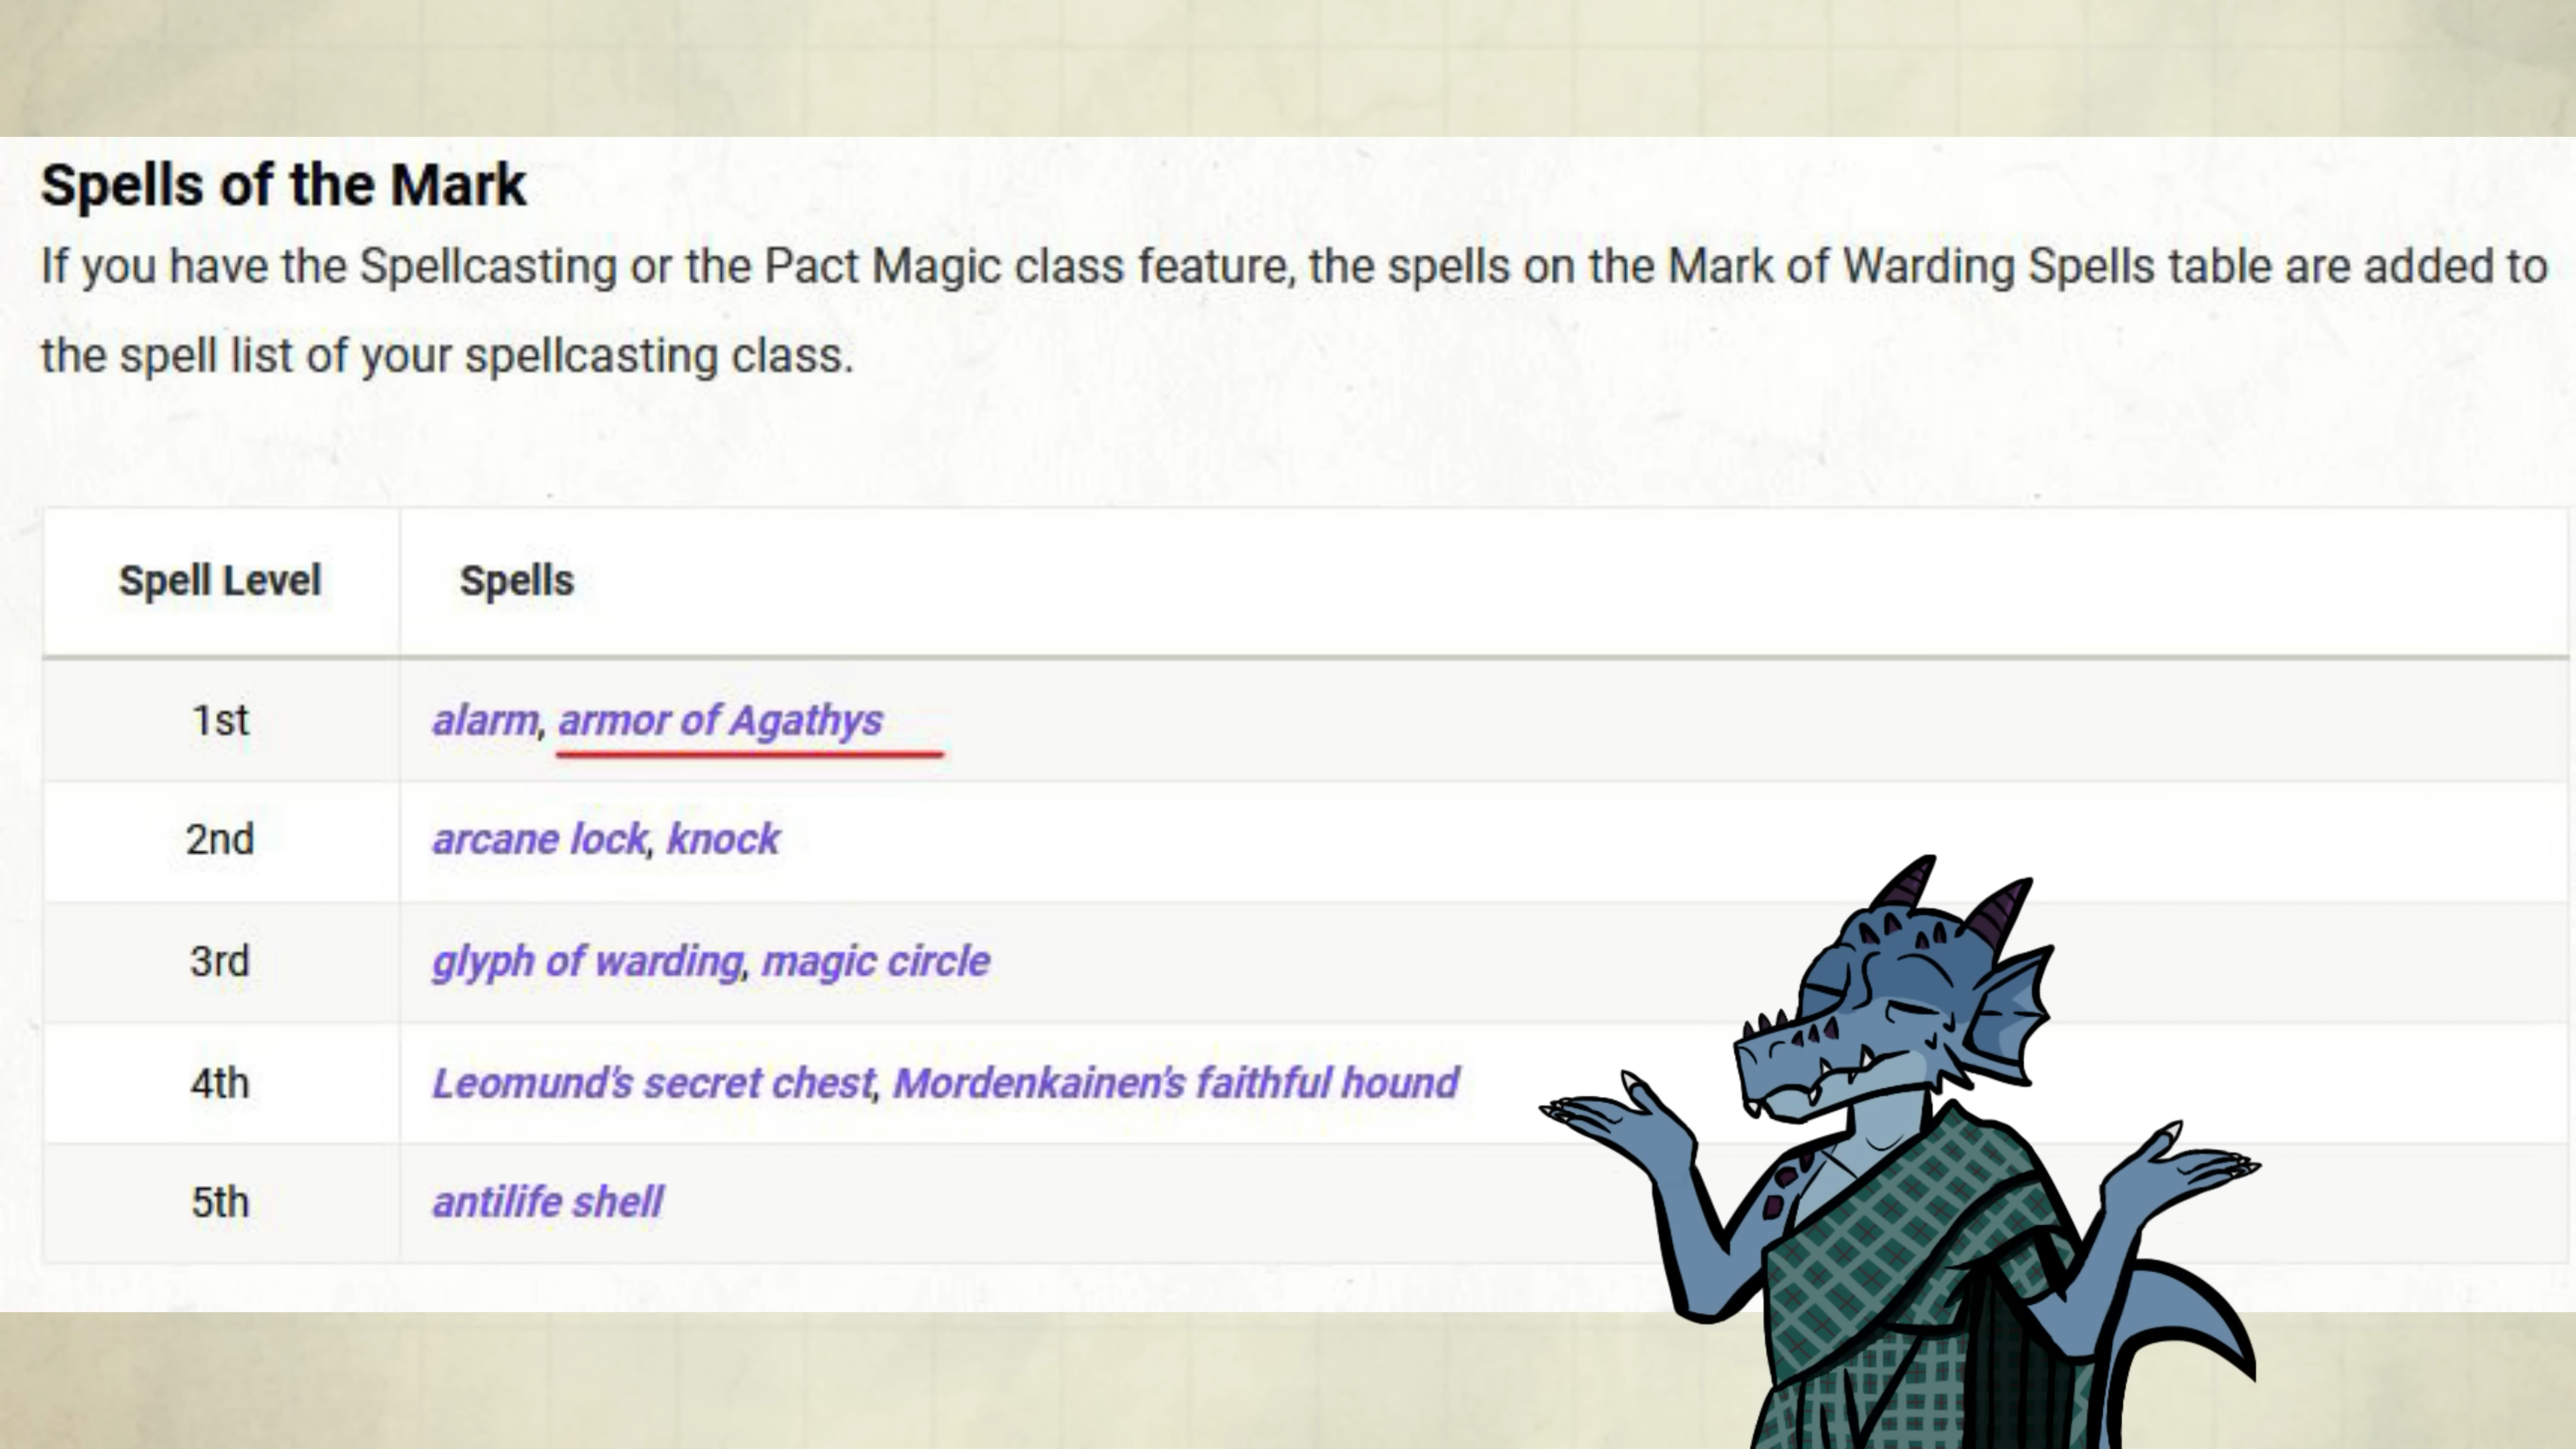 Spells of the Mark
If you have the Spellcasting or the Pact Magic class feature, the spells on the Mark of Warding Spells table are added to
the spell list of your spellcasting class.
Spell Level Spells
1st alarm, armor of Agathys
2nd arcane lock, knock
3rd glyph of warding, magic circle
4th Leomund's secret chest, Mordenkainen's faithful hound
5th antilife shell